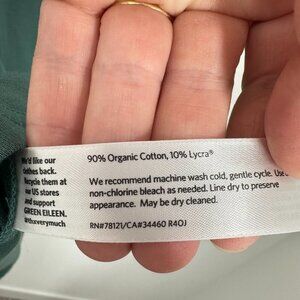 We'd like our
clothes back.
Recycle them at
our US stores
and support
GREEN EILEEN.
90% Organic Cotton, 10% Lycra®
We recommend machine wash cold, gentle cycle. Use
non-chlorine bleach as needed. Line dry to preserve
appearance. May be dry cleaned.
RN#78121/CA#34460 R4OJ